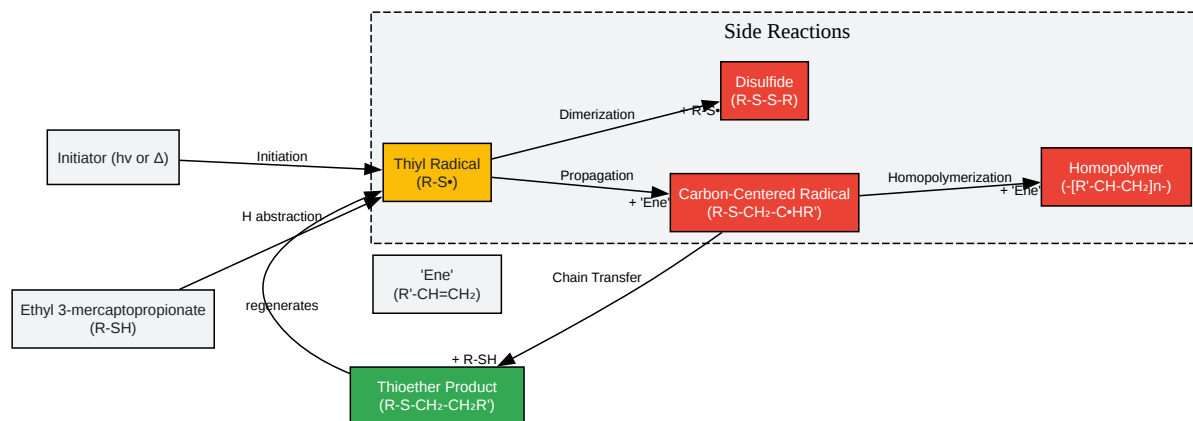 Side Reactions
Disulfide
(R-S-S-R)
Dimerization
+ R-S•
Initiator (hv or Δ)
Initiation
Thiyl Radical
(R-S•)
Propagation
+ 'Ene'
Carbon-Centered Radical
(R-S-CH₂-C•HR')
Homopolymerization
+ 'Ene'
Homopolymer
(-[R'-CH-CH₂]n-)
H abstraction
'Ene'
(R'-CH=CH₂)
Chain Transfer
Ethyl 3-mercaptopropionate
(R-SH)
regenerates
+ R-SH
Thioether Product
(R-S-CH₂-CH₂R')